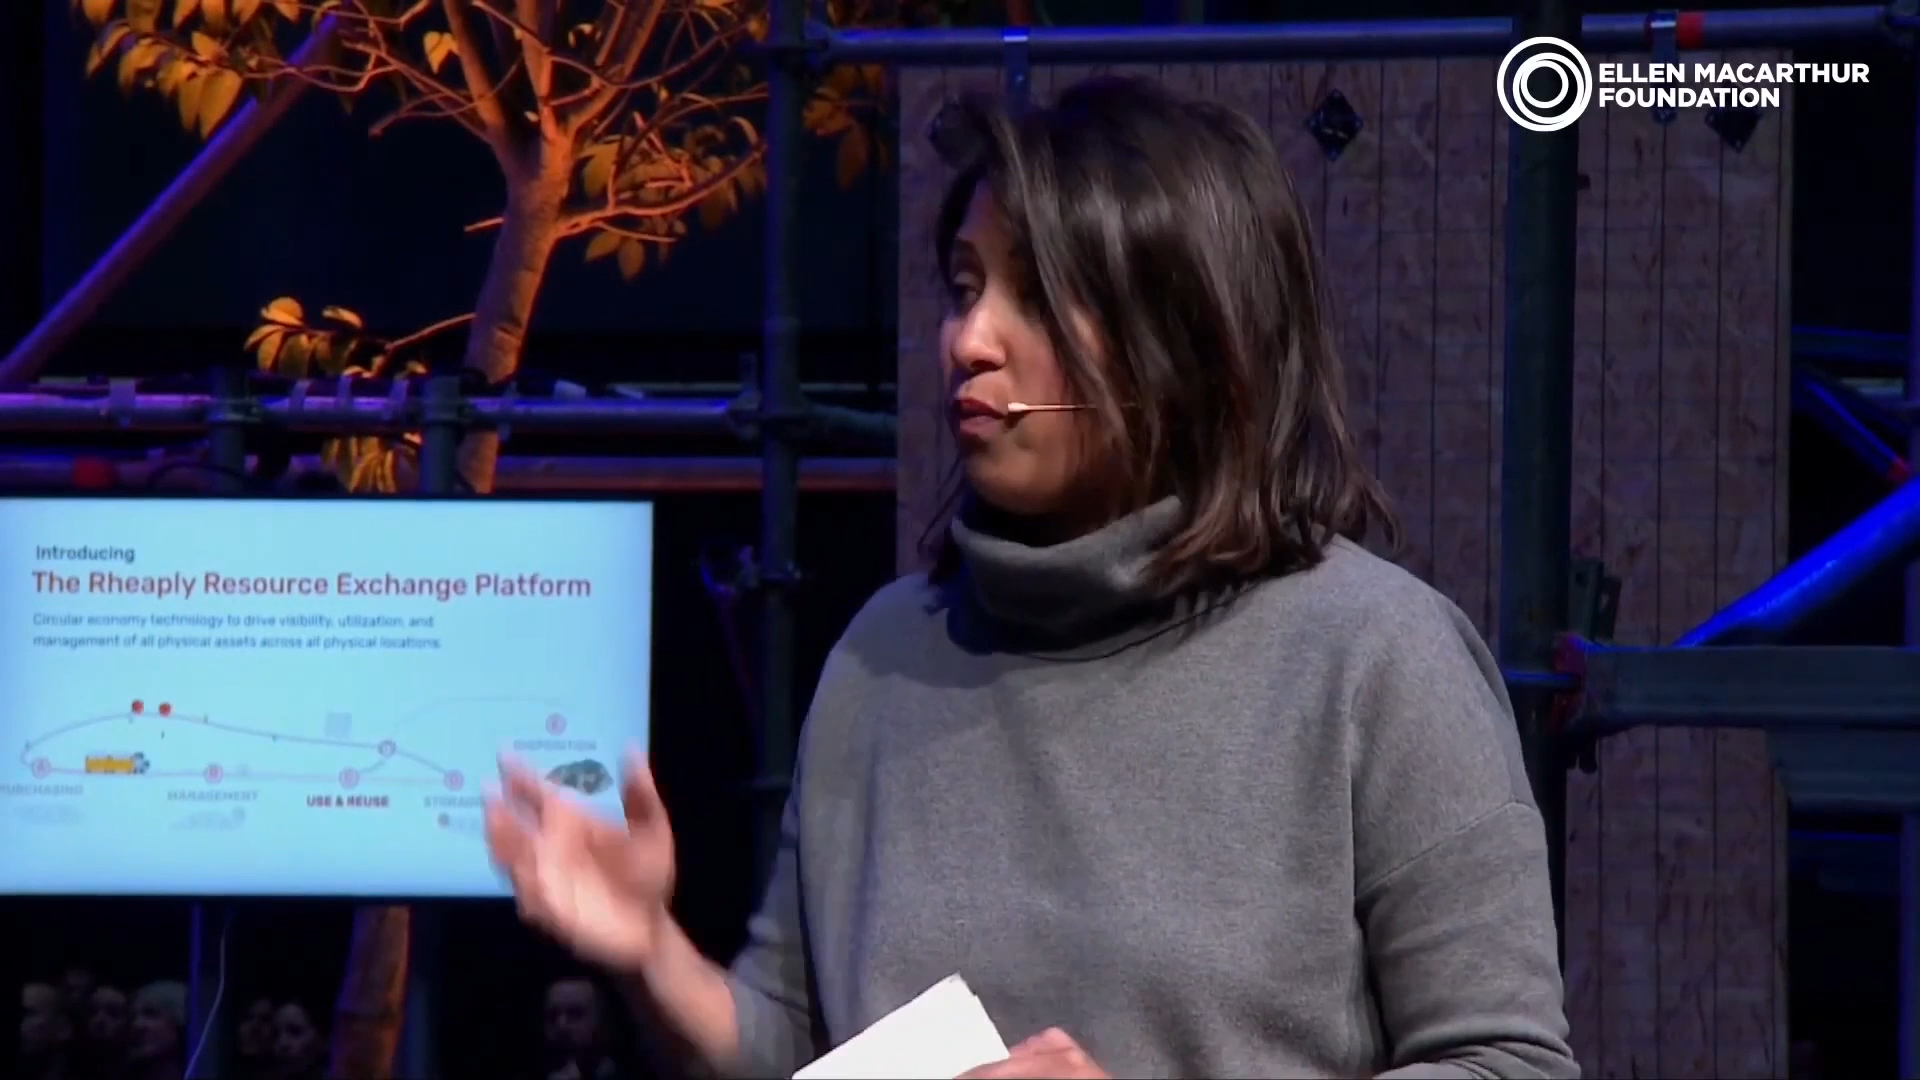 ELLEN MACARTHUR
FOUNDATION
Introducing
The Rheaply Resource Exchange Platform
Circular economy technology to drive visibility, utilization, and
management of all physical assets across all physical locations.
DISPOSITION
MANAGEMENT
USE & REUSE